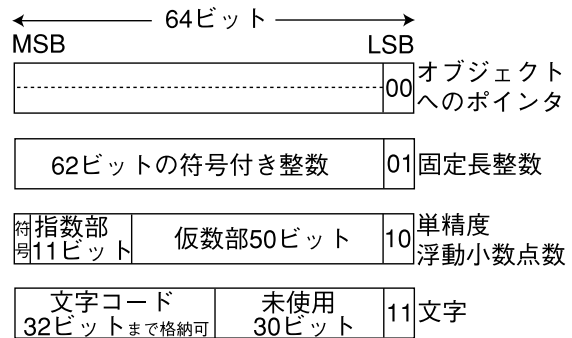 64ビット
MSB
LSB
00
オブジェクト
へのポインタ
62ビットの符号付き整数
01
固定長整数
符
号
指数部
11ビット
仮数部50ビット
10
単精度
浮動小数点数
文字コード
32ビットまで格納可
未使用
30ビット
11
文字